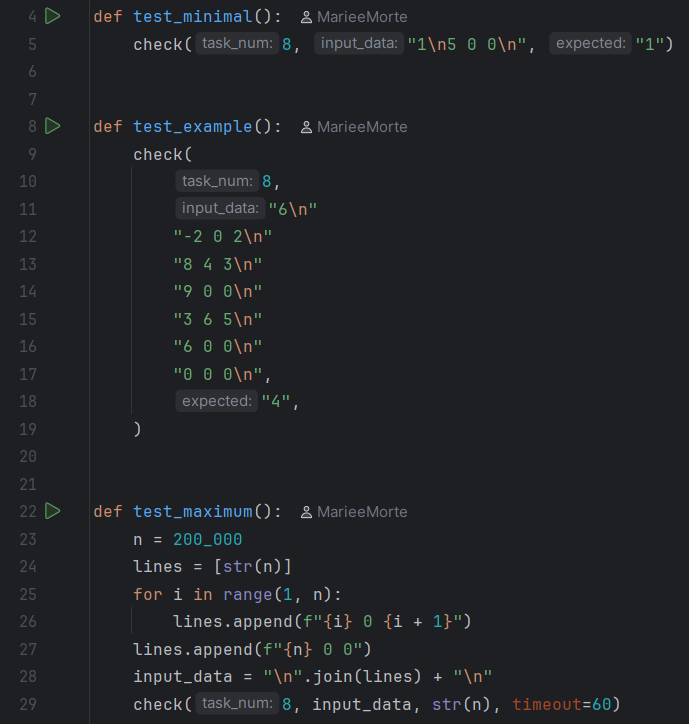 4 def test_minimal(): MarieeMorte
5 check( task_num: 8, input_data: "1\n5 0 0\n", expected: "1")
6
7
8 def test_example(): MarieeMorte
9 check(
10 task_num: 8,
11 input_data: "6\n"
12 "-2 0 2\n"
13 "8 4 3\n"
14 "9 0 0\n"
15 "3 6 5\n"
16 "6 0 0\n"
17 "0 0 0\n",
18 expected: "4",
19 )
20
21
22 def test_maximum(): MarieeMorte
23 n = 200_000
24 lines = [str(n)]
25 for i in range(1, n):
26 lines.append(f"{i} 0 {i + 1}")
27 lines.append(f"{n} 0 0")
28 input_data = "\n".join(lines) + "\n"
29 check( task_num: 8, input_data, str(n), timeout=60)